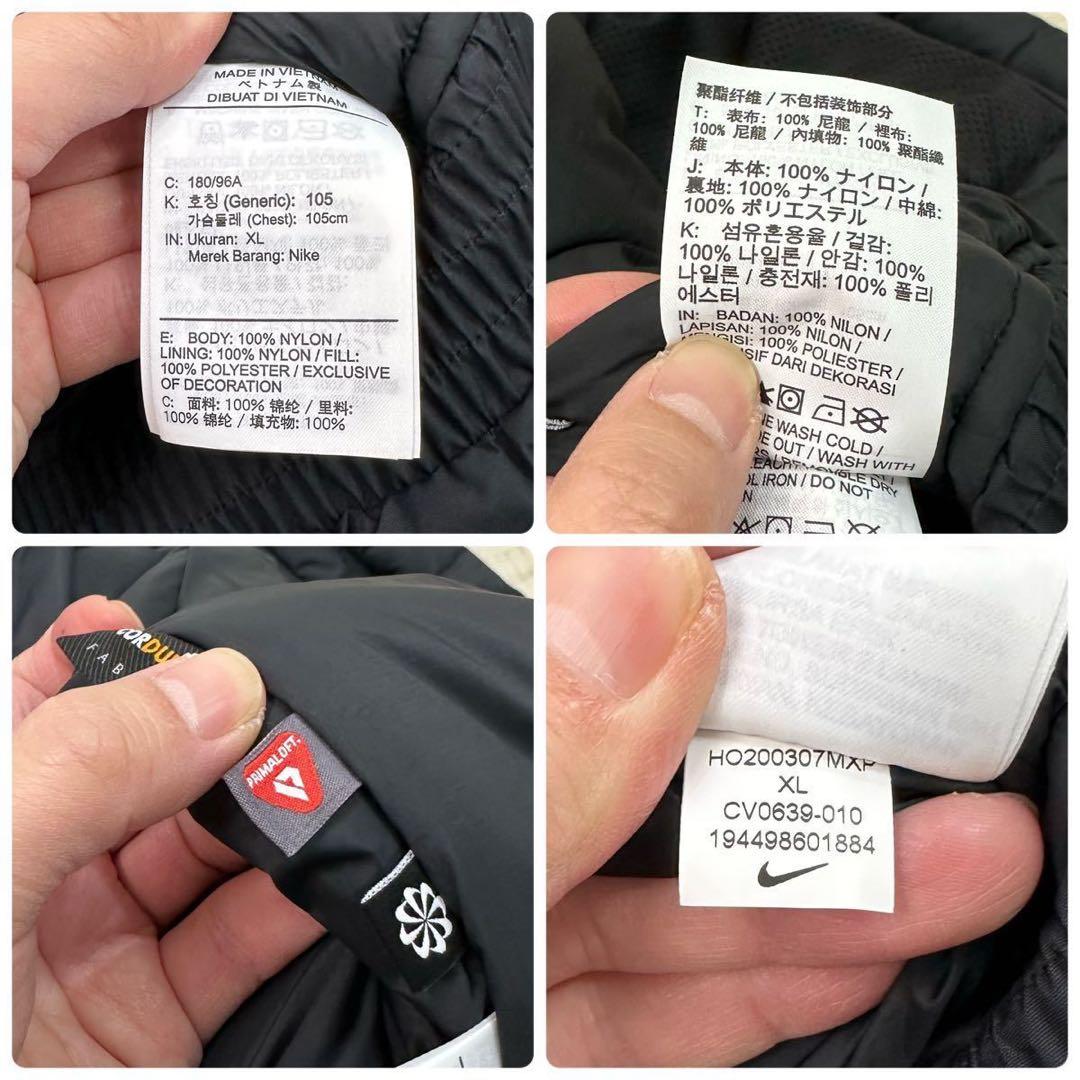 MADE IN VIETNAM
ベトナム製
DIBUAT DI VIETNAM
C: 180/96A
K: 호칭 (Generic): 105
가슴둘레 (Chest): 105cm
IN: Ukuran: XL
Merek Barang: Nike
E: BODY: 100% NYLON /
LINING: 100% NYLON / FILL:
100% POLYESTER / EXCLUSIVE
OF DECORATION
C: 面料: 100% 锦纶 / 里料:
100% 锦纶 / 填充物: 100%
聚酯纤维 / 不包括装饰部分
T: 表布: 100% 尼龍 / 裡布:
100% 尼龍 / 內填物: 100% 聚酯纖
維
J: 本体: 100% ナイロン /
裏地: 100% ナイロン / 中綿:
100% ポリエステル
K: 섬유혼용율 / 겉감:
100% 나일론 / 안감: 100%
나일론 / 충전재: 100% 폴리
에스터
IN: BADAN: 100% NILON /
LAPISAN: 100% NILON /
MENGISI: 100% POLIESTER /
DARI DEKORASI
WASH COLD /
OUT / WASH WITH
DRY
IRON / DO NOT
PRIMALOFT.
HO200307MXP
XL
CV0639-010
194498601884